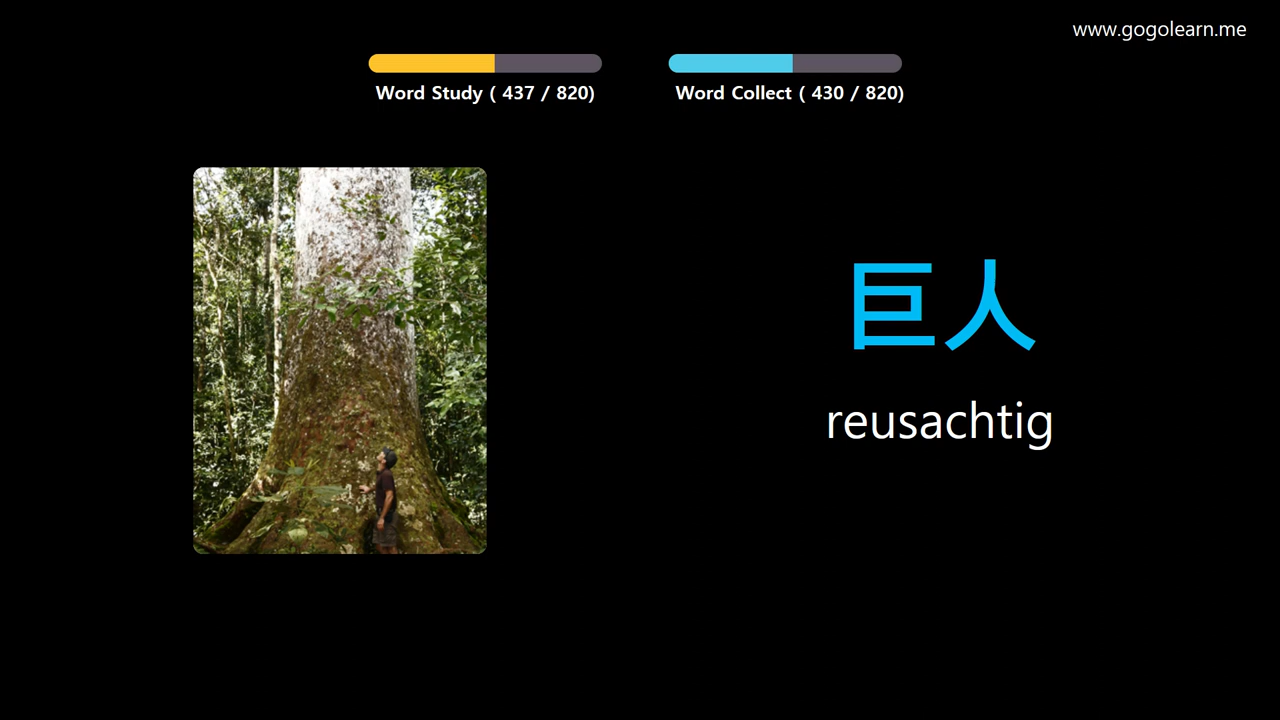 www.gogolearn.me
Word Study ( 437 / 820)
Word Collect ( 430 / 820)
巨人
reusachtig